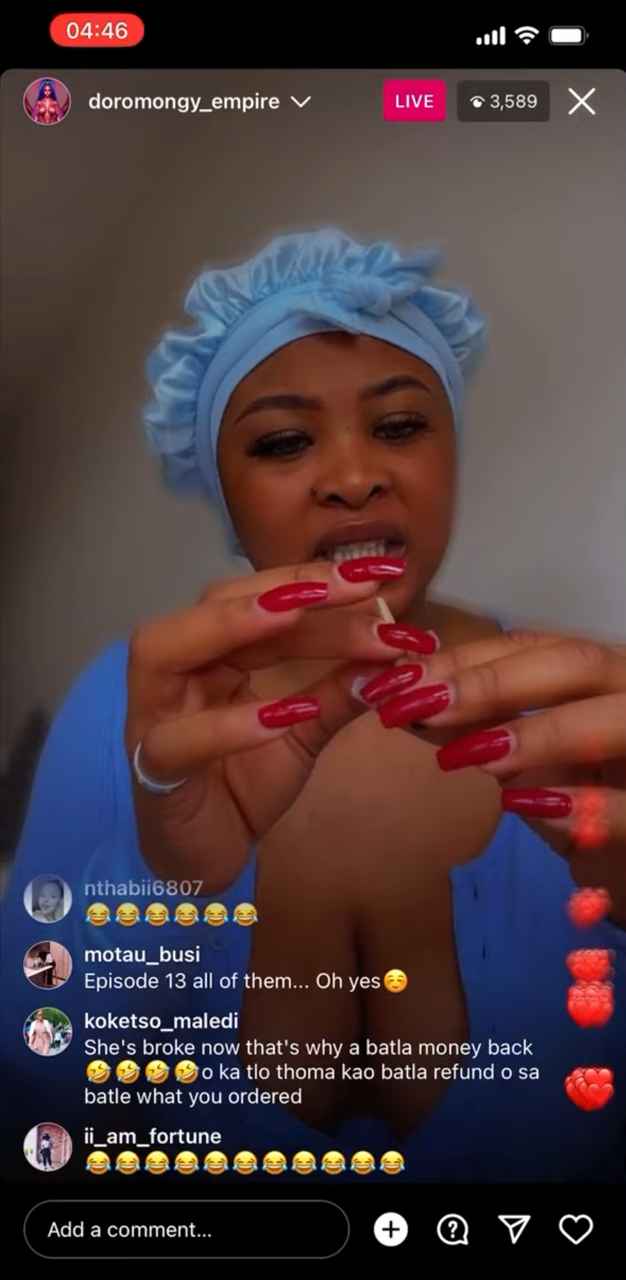 04:46
doromongy_empire
LIVE
3,589
nthabii6807
😂😂😂😂😂😂
motau_busi
Episode 13 all of them... Oh yes☺️
koketso_maledi
She's broke now that's why a batla money back
🤣🤣🤣🤣o ka tlo thoma kao batla refund o sa
batle what you ordered
ii_am_fortune
😂😂😂😂😂😂😂😂😂😂😂
Add a comment...